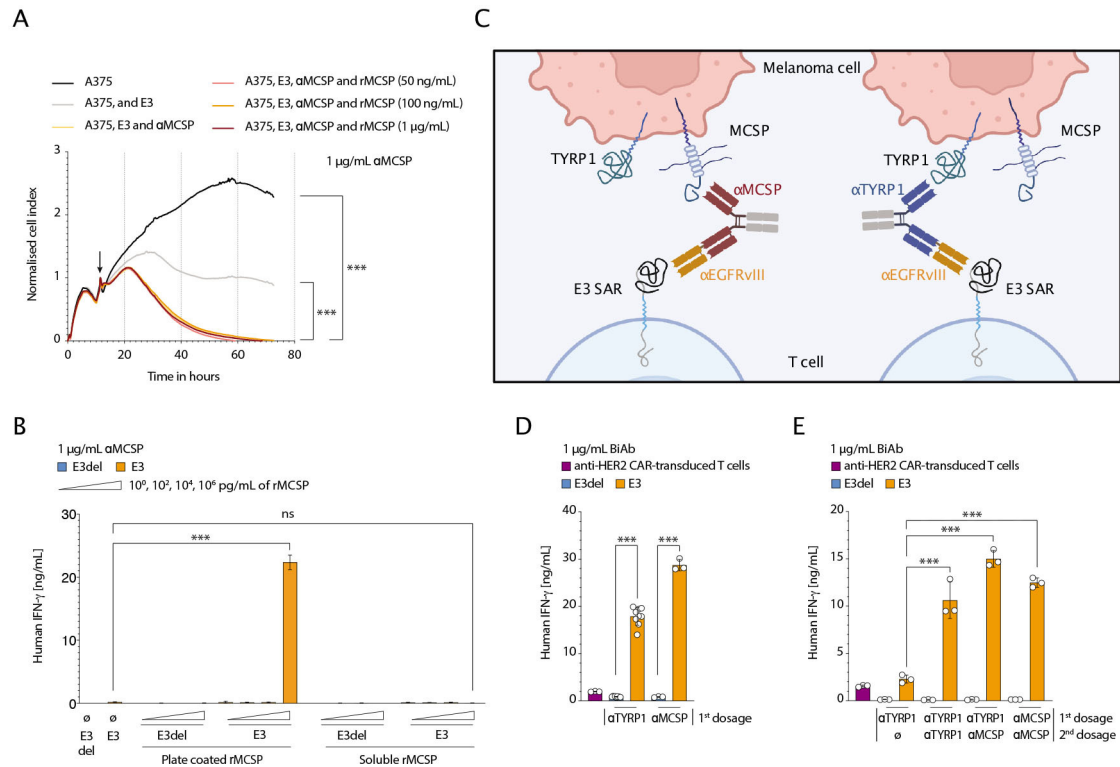 A
A375
A375, and E3
A375, E3 and αMCSP
A375, E3, αMCSP and rMCSP (50 ng/mL)
A375, E3, αMCSP and rMCSP (100 ng/mL)
A375, E3, αMCSP and rMCSP (1 μg/mL)
1 μg/mL αMCSP
Normalised cell index
3
2
1
0
0 20 40 60 80
Time in hours
***
***
C
Melanoma cell
TYRP1
MCSP
αMCSP
αEGFRvIII
E3 SAR
TYRP1
MCSP
αTYRP1
αEGFRvIII
E3 SAR
T cell
B
1 μg/mL αMCSP
E3del E3
10⁰, 10², 10⁴, 10⁶ pg/mL of rMCSP
Human IFN-γ [ng/mL]
30
20
10
0
ns
***
ø ø
E3 del E3 E3del E3 E3del E3
Plate coated rMCSP Soluble rMCSP
D
1 μg/mL BiAb
anti-HER2 CAR-transduced T cells
E3del E3
Human IFN-γ [ng/mL]
40
30
20
10
0
*** ***
αTYRP1 αMCSP 1ˢᵗ dosage
E
1 μg/mL BiAb
anti-HER2 CAR-transduced T cells
E3del E3
Human IFN-γ [ng/mL]
20
15
10
5
0
***
***
***
αTYRP1 αTYRP1 αTYRP1 αMCSP 1ˢᵗ dosage
ø αTYRP1 αMCSP αMCSP 2ⁿᵈ dosage